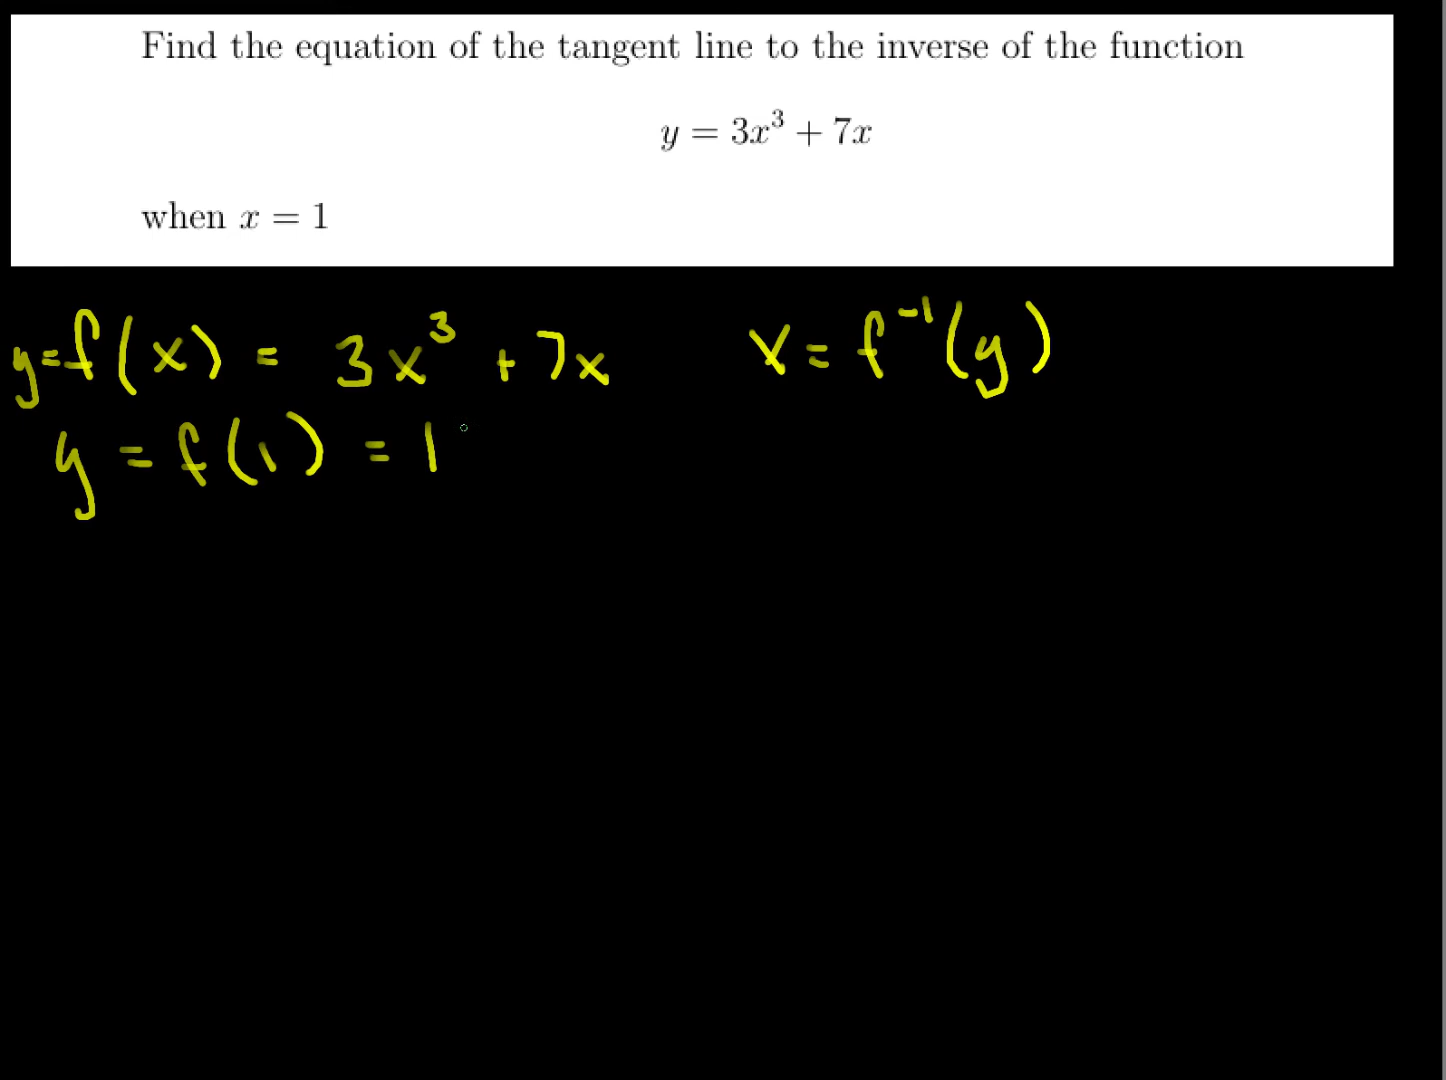 Find the equation of the tangent line to the inverse of the function
y = 3x³ + 7x
when x = 1
y=f(x) = 3x³ +7x x = f⁻¹(y)
y = f(1) = 1